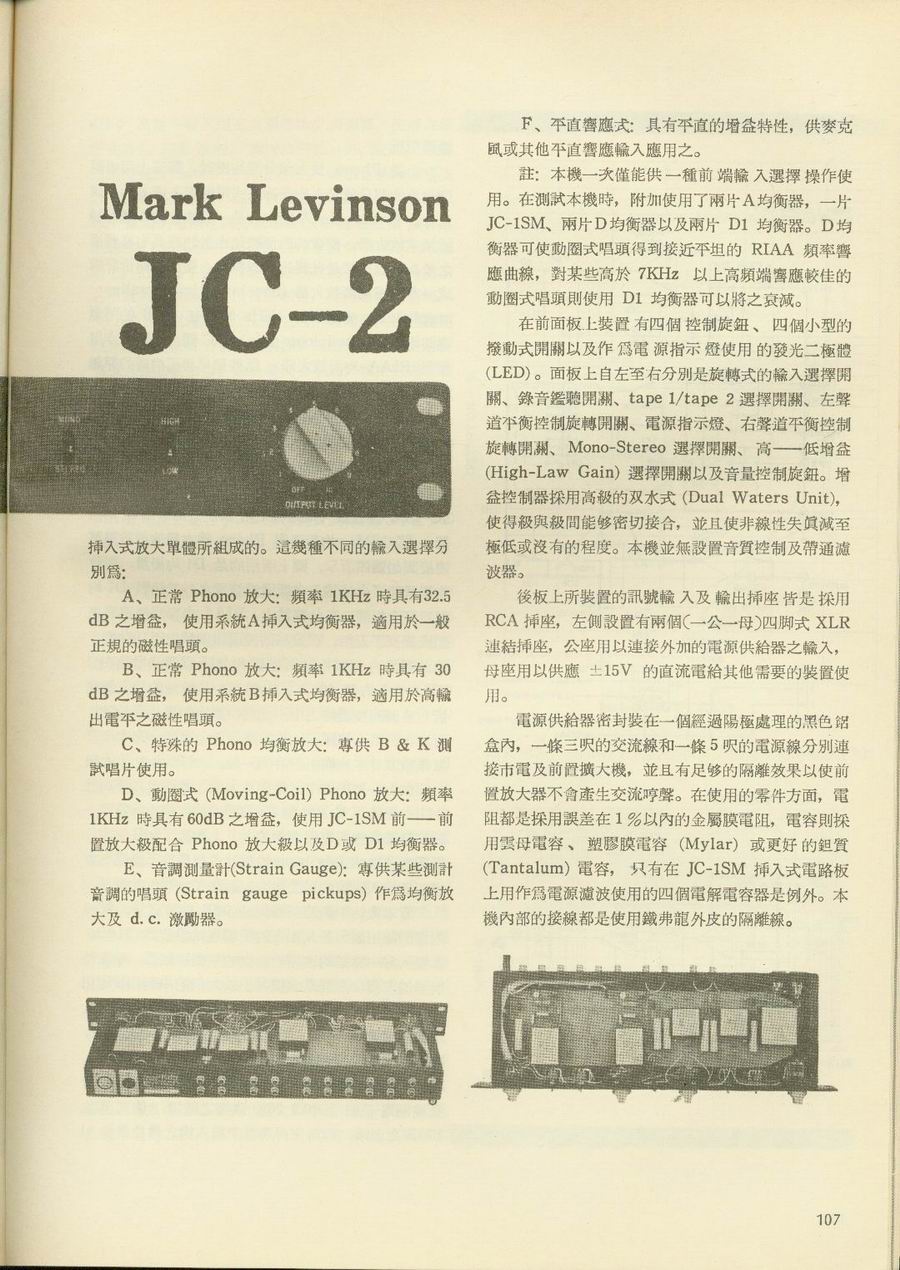 Mark Levinson
JC-2
MONO
STEREO
HIGH
LOW
OFF
OUTPUT LEVEL
揷入式放大單體所組成的。這幾種不同的輸入選擇分
別爲：
A、正常 Phono 放大：頻率 1KHz 時具有32.5
dB 之增益， 使用系統A揷入式均衡器，適用於一般
正規的磁性唱頭。
B、正常 Phono 放大：頻率 1KHz 時具有 30
dB 之增益， 使用系統B揷入式均衡器，適用於高輸
出電平之磁性唱頭。
C、特殊的 Phono 均衡放大：專供 B & K 測
試唱片使用。
D、動圈式 (Moving-Coil) Phono 放大：頻率
1KHz 時具有60dB之增益，使用 JC-1SM 前——前
置放大級配合 Phono 放大級以及D或 D1 均衡器。
E、音調測量計(Strain Gauge)：專供某些測計
音調的唱頭 (Strain gauge pickups) 作爲均衡放
大及 d. c. 激勵器。
F、平直響應式：具有平直的增益特性，供麥克
風或其他平直響應輸入應用之。
註：本機一次僅能供一種前端輸入選擇操作使
用。在測試本機時，附加使用了兩片A均衡器，一片
JC-1SM、兩片D均衡器以及兩片 D1 均衡器。D均
衡器可使動圈式唱頭得到接近平坦的 RIAA 頻率響
應曲線，對某些高於 7KHz 以上高頻端響應較佳的
動圈式唱頭則使用 D1 均衡器可以將之衰減。
在前面板上裝置有四個控制旋鈕、四個小型的
撥動式開關以及作爲電源指示燈使用的發光二極體
(LED)。面板上自左至右分別是旋轉式的輸入選擇開
關、錄音鑑聽開關、tape 1/tape 2 選擇開關、左聲
道平衡控制旋轉開關、電源指示燈、右聲道平衡控制
旋轉開關、 Mono-Stereo 選擇開關、高——低增益
(High-Law Gain) 選擇開關以及音量控制旋鈕。增
益控制器採用高級的双水式 (Dual Waters Unit)，
使得級與級間能够密切接合，並且使非線性失眞減至
極低或沒有的程度。本機並無設置音質控制及帶通濾
波器。
後板上所裝置的訊號輸入及輸出揷座皆是採用
RCA 揷座，左側設置有兩個(一公一母)四脚式 XLR
連結揷座，公座用以連接外加的電源供給器之輸入，
母座用以供應 ±15V 的直流電給其他需要的裝置使
用。
電源供給器密封裝在一個經過陽極處理的黑色鋁
盒內，一條三呎的交流線和一條5呎的電源線分別連
接市電及前置擴大機，並且有足够的隔離效果以使前
置放大器不會產生交流哼聲。在使用的零件方面，電
阻都是採用誤差在1％以內的金屬膜電阻，電容則採
用雲母電容、塑膠膜電容 (Mylar) 或更好的鉭質
(Tantalum) 電容， 只有在 JC-1SM 揷入式電路板
上用作爲電源濾波使用的四個電解電容器是例外。本
機內部的接線都是使用鐵弗龍外皮的隔離線。
107